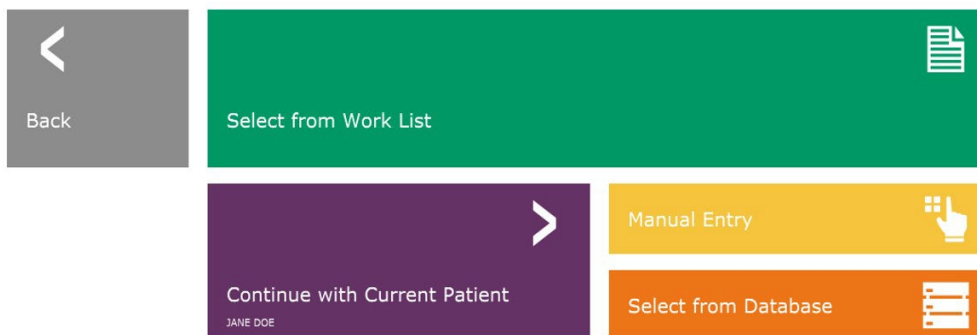 Back
Select from Work List
Manual Entry
Continue with Current Patient
JANE DOE
Select from Database